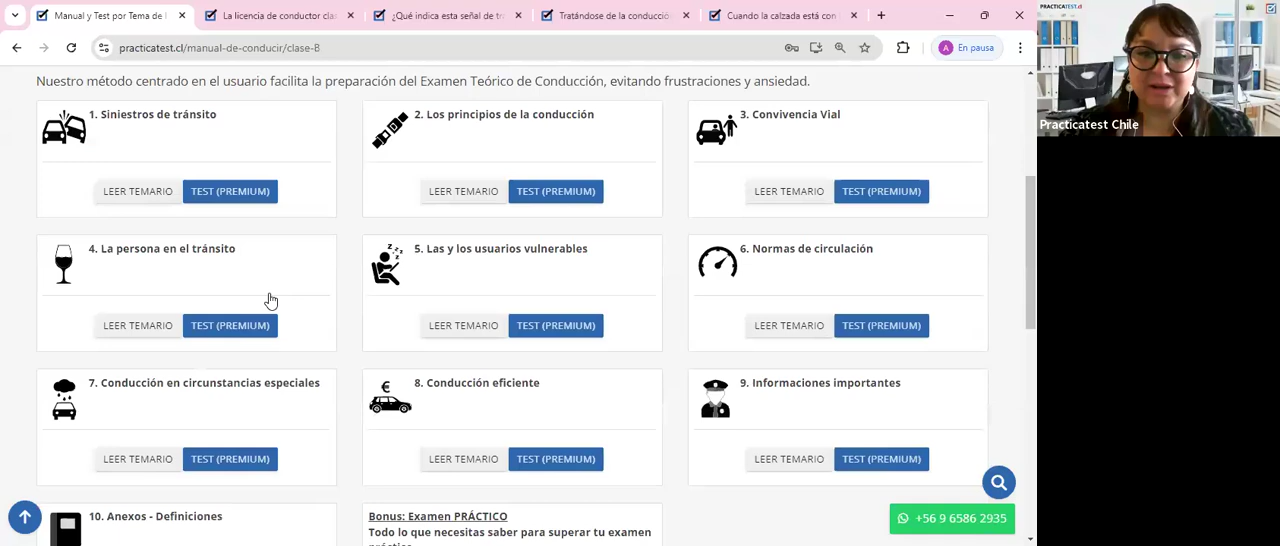 Manual y Test por Tema de
La licencia de conductor clas
¿Qué indica esta señal de tr
Tratándose de la conducció
Cuando la calzada está con
practicatest.cl/manual-de-conducir/clase-B
A En pausa
Nuestro método centrado en el usuario facilita la preparación del Examen Teórico de Conducción, evitando frustraciones y ansiedad.
1. Siniestros de tránsito
LEER TEMARIO TEST (PREMIUM)
2. Los principios de la conducción
LEER TEMARIO TEST (PREMIUM)
3. Convivencia Vial
LEER TEMARIO TEST (PREMIUM)
4. La persona en el tránsito
LEER TEMARIO TEST (PREMIUM)
5. Las y los usuarios vulnerables
LEER TEMARIO TEST (PREMIUM)
6. Normas de circulación
LEER TEMARIO TEST (PREMIUM)
7. Conducción en circunstancias especiales
LEER TEMARIO TEST (PREMIUM)
8. Conducción eficiente
LEER TEMARIO TEST (PREMIUM)
9. Informaciones importantes
LEER TEMARIO TEST (PREMIUM)
10. Anexos - Definiciones
Bonus: Examen PRÁCTICO
Todo lo que necesitas saber para superar tu examen
+56 9 6586 2935
PRACTICATEST.CL
Practicatest Chile